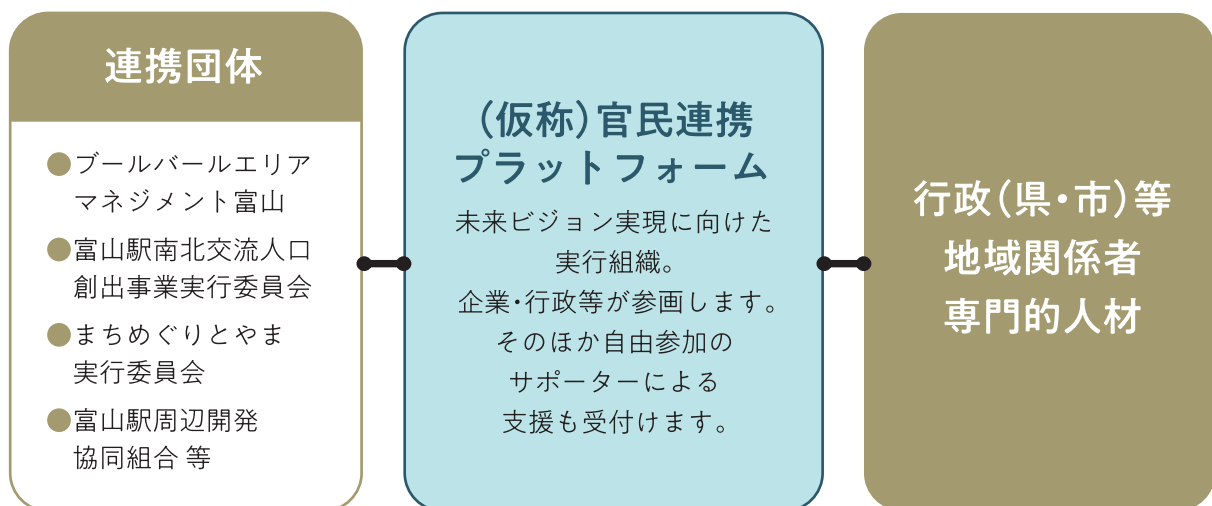 連携団体
●ブールバールエリア
マネジメント富山
●富山駅南北交流人口
創出事業実行委員会
●まちめぐりとやま
実行委員会
●富山駅周辺開発
協同組合 等
(仮称)官民連携
プラットフォーム
未来ビジョン実現に向けた
実行組織。
企業・行政等が参画します。
そのほか自由参加の
サポーターによる
支援も受付けます。
行政(県・市)等
地域関係者
専門的人材